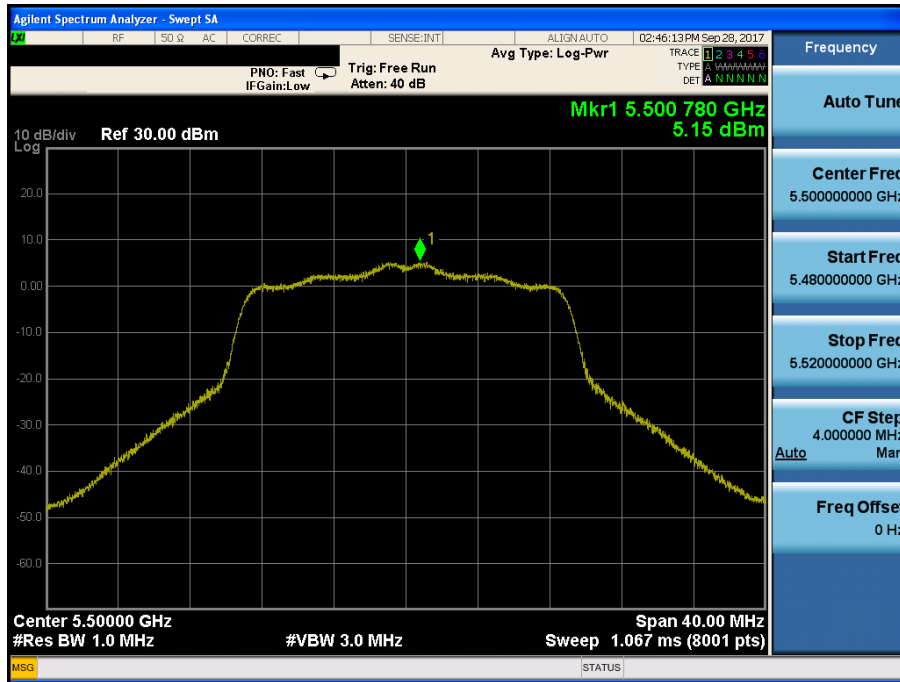 Agilent Spectrum Analyzer - Swept SA
LXI RF 50 Ω AC CORREC SENSE:INT ALIGN AUTO 02:46:13 PM Sep 28, 2017
Frequency
PNO: Fast
IFGain:Low
Trig: Free Run
Atten: 40 dB
Avg Type: Log-Pwr
TRACE 1 2 3 4 5 6
TYPE A WWWWW
DET A N N N N N
Auto Tune
Mkr1 5.500 780 GHz
5.15 dBm
10 dB/div
Log
Ref 30.00 dBm
20.0
10.0
0.00
-10.0
-20.0
-30.0
-40.0
-50.0
-60.0
1
Center Freq
5.500000000 GHz
Start Freq
5.480000000 GHz
Stop Freq
5.520000000 GHz
CF Step
4.000000 MHz
Auto Man
Freq Offset
0 Hz
Center 5.50000 GHz
Span 40.00 MHz
#Res BW 1.0 MHz
#VBW 3.0 MHz
Sweep 1.067 ms (8001 pts)
MSG
STATUS